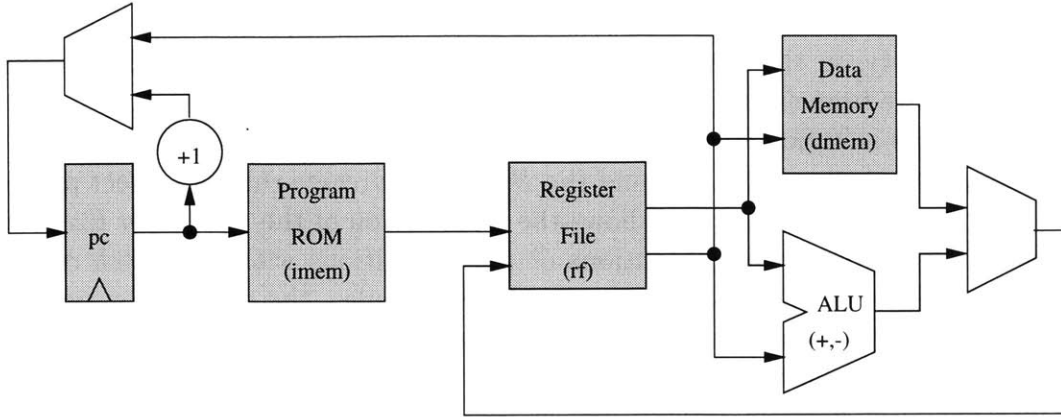 Data
Memory
(dmem)
+1
pc
Program
ROM
(imem)
Register
File
(rf)
ALU
(+,-)